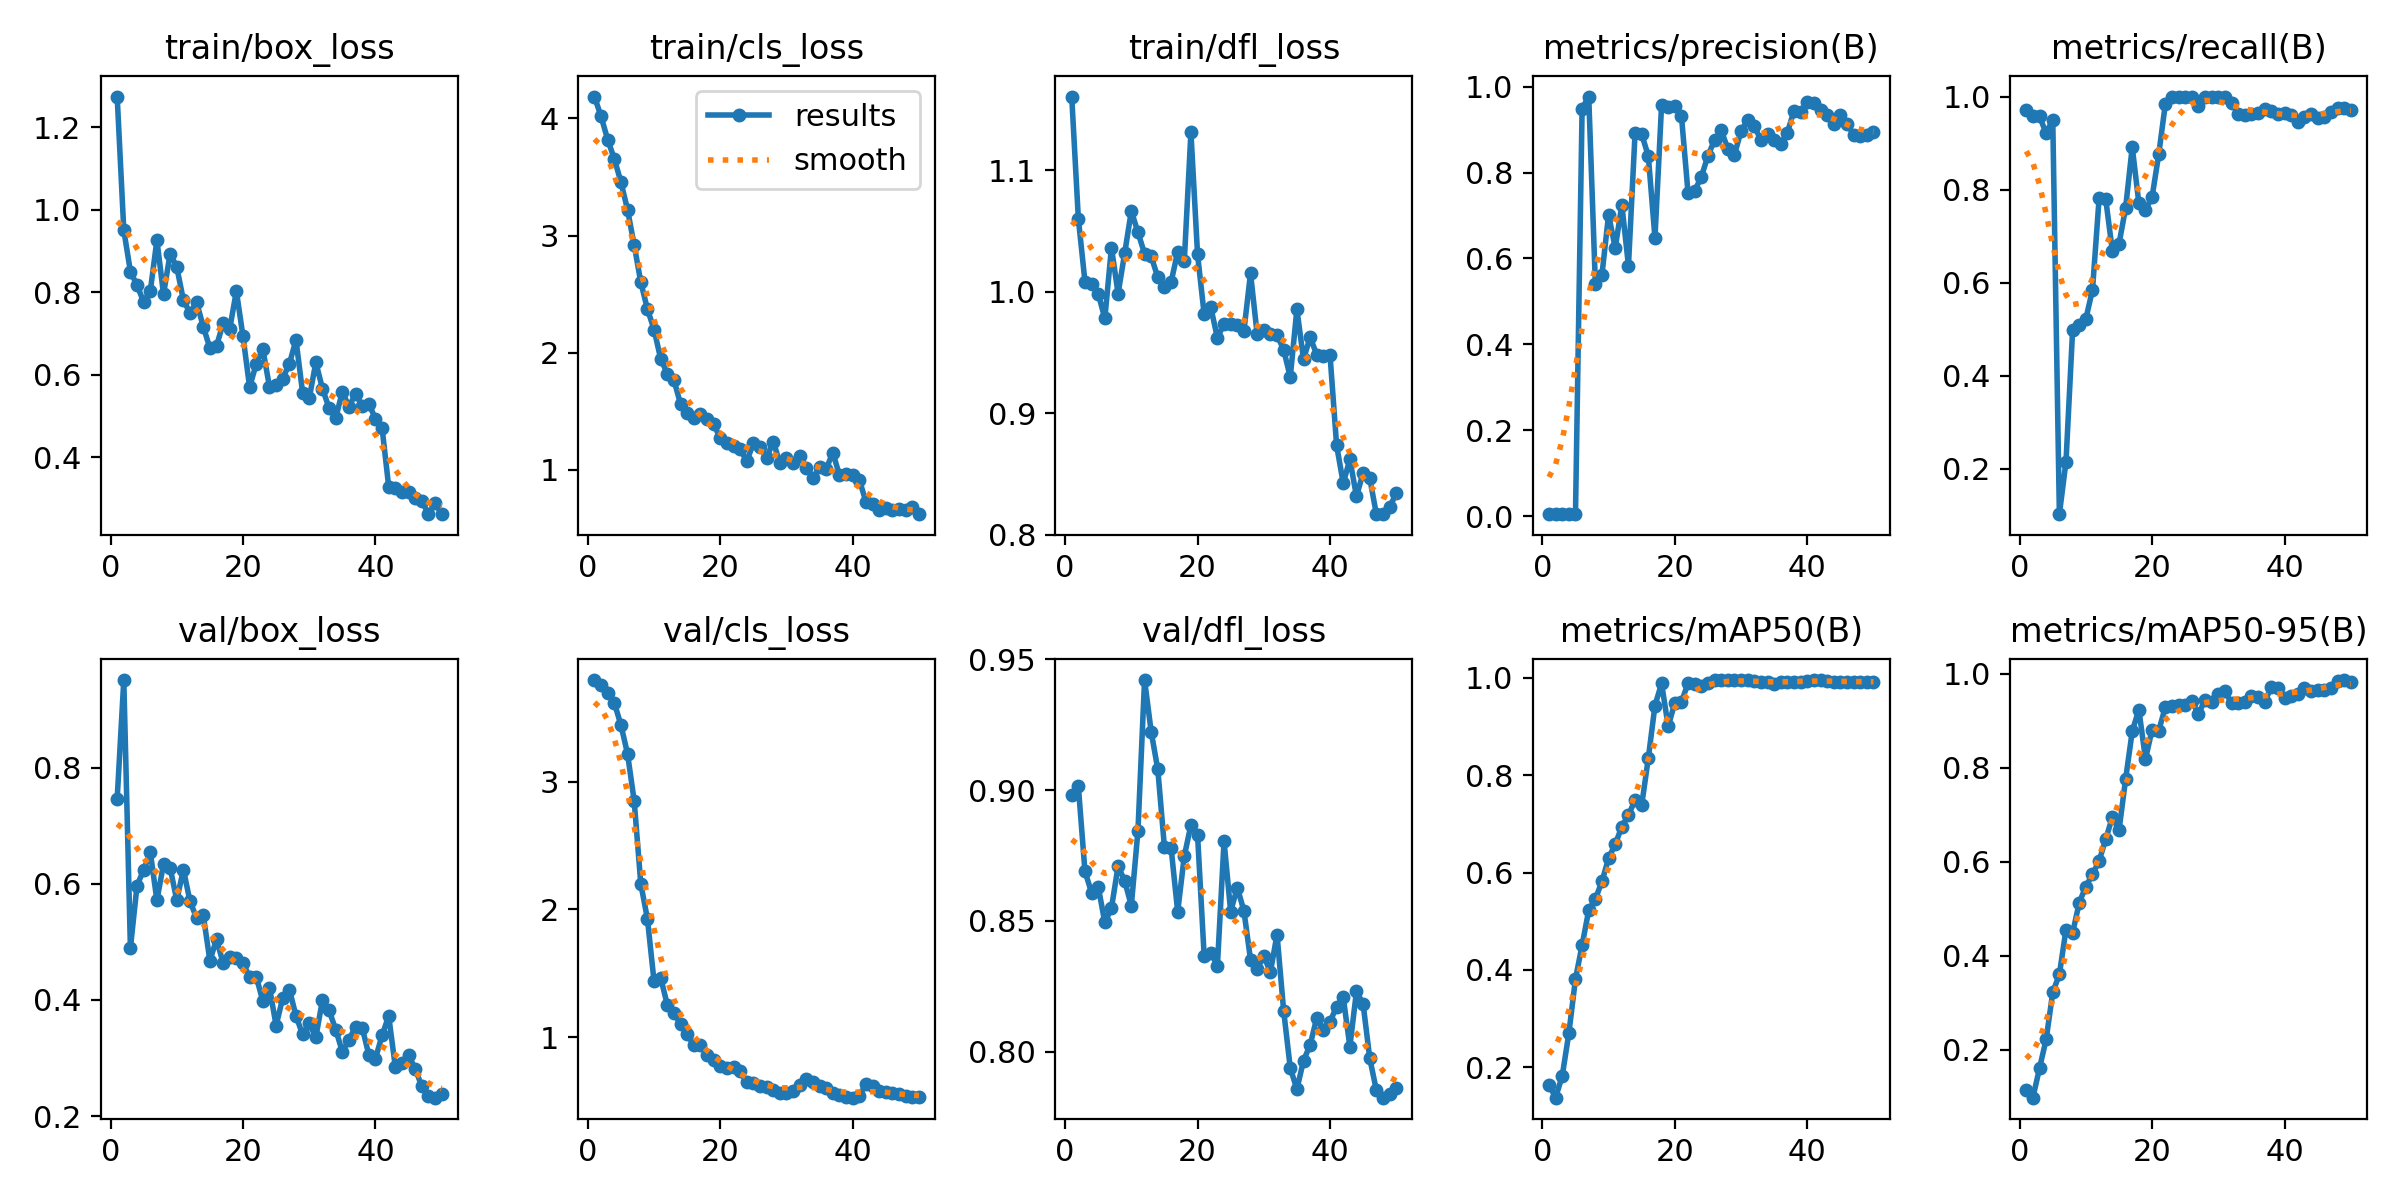 train/box_loss
train/cls_loss
train/dfl_loss
metrics/precision(B)
metrics/recall(B)
1.2
1.0
0.8
0.6
0.4
0 20 40
results
smooth
4
3
2
1
0 20 40
1.1
1.0
0.9
0.8
0 20 40
1.0
0.8
0.6
0.4
0.2
0.0
0 20 40
1.0
0.8
0.6
0.4
0.2
0 20 40
val/box_loss
val/cls_loss
val/dfl_loss
metrics/mAP50(B)
metrics/mAP50-95(B)
0.8
0.6
0.4
0.2
0 20 40
3
2
1
0 20 40
0.95
0.90
0.85
0.80
0 20 40
1.0
0.8
0.6
0.4
0.2
0 20 40
1.0
0.8
0.6
0.4
0.2
0 20 40